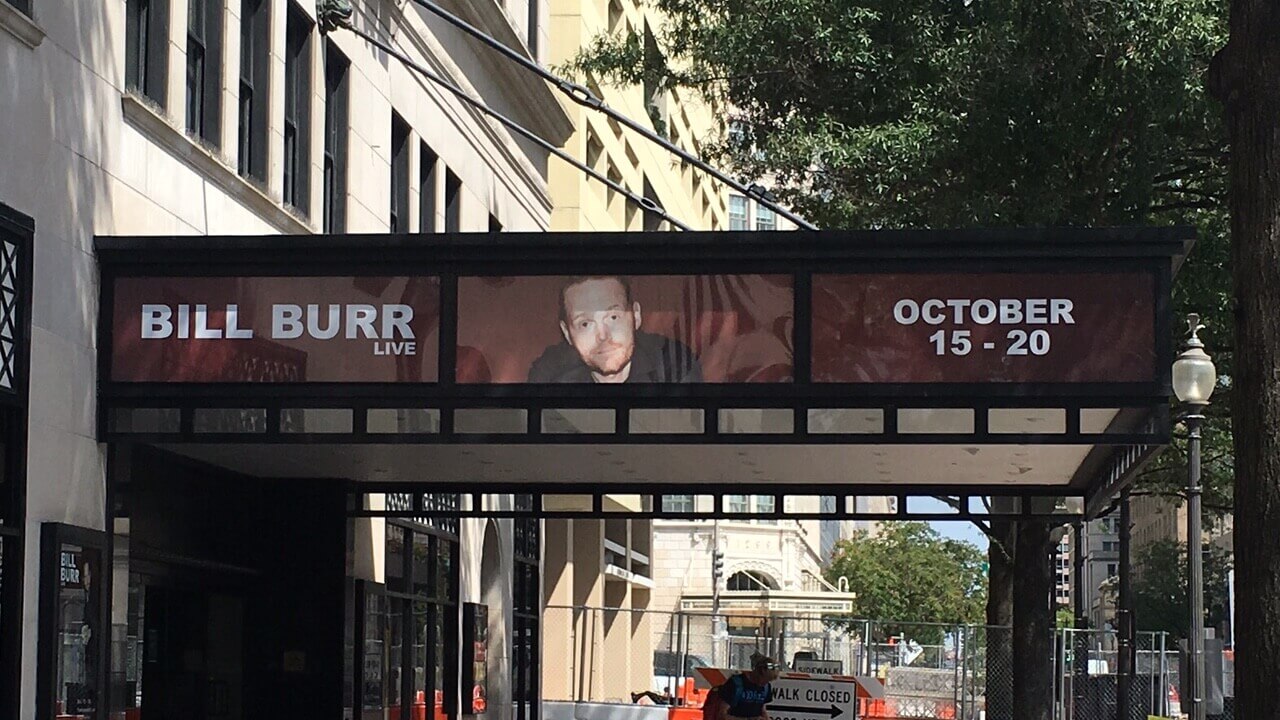 BILL BURR
LIVE
OCTOBER
15 - 20
BILL
BURR
SIDEWALK
WALK CLOSED